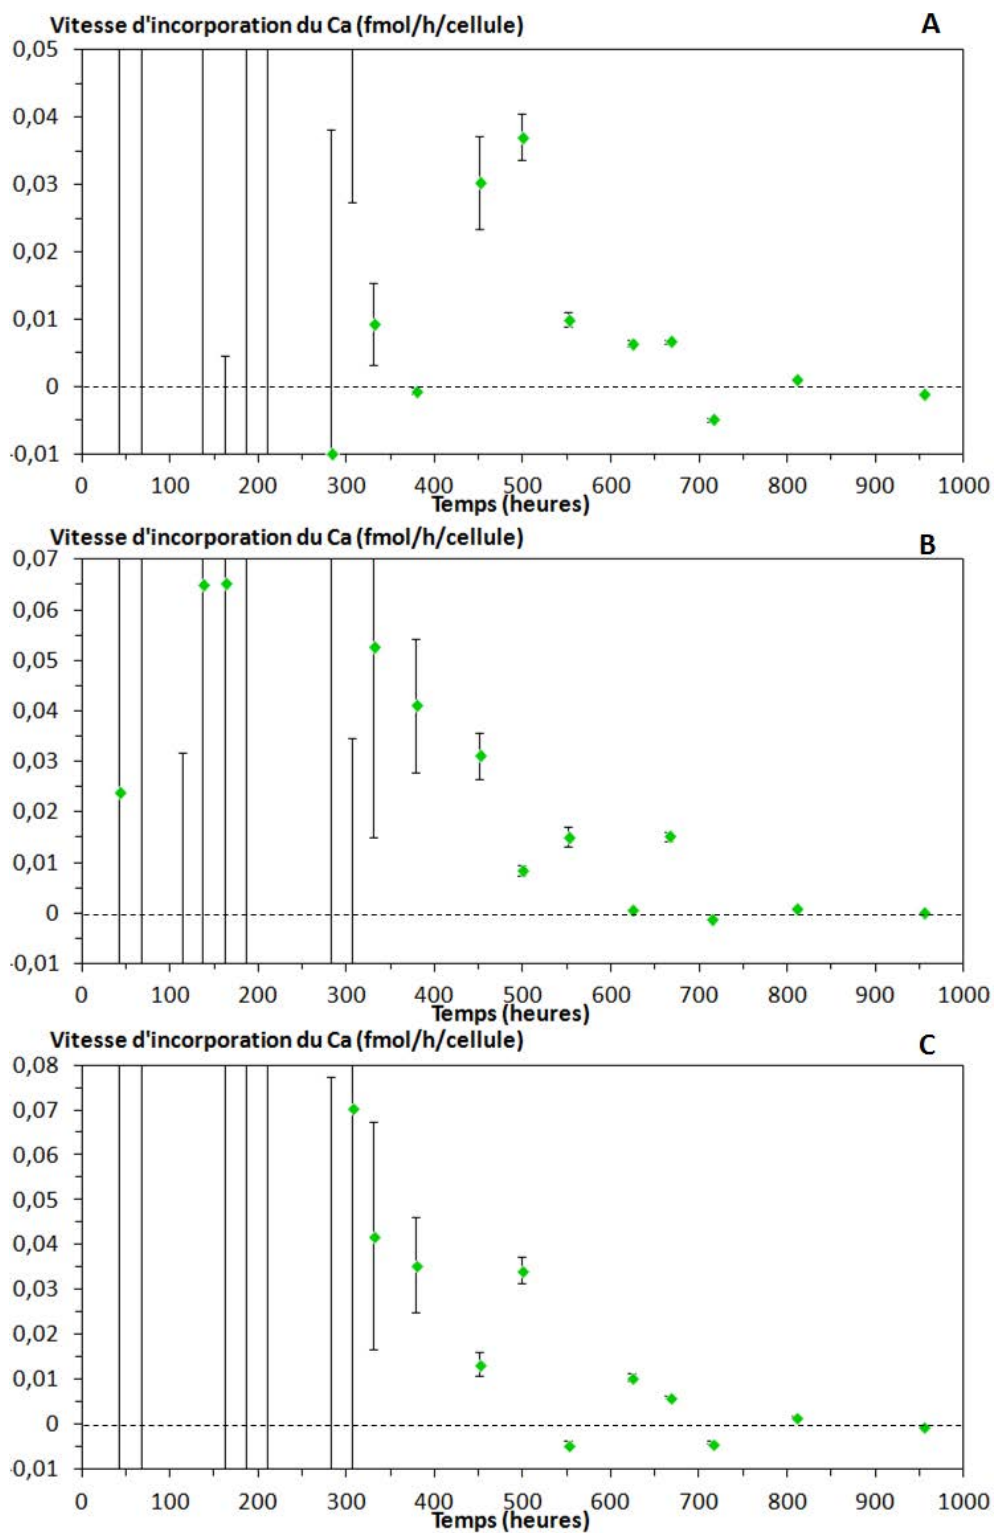 Vitesse d'incorporation du Ca (fmol/h/cellule) A
0,05
0,04
0,03
0,02
0,01
0
-0,01
0 100 200 300 400 500 600 700 800 900 1000
Temps (heures)
Vitesse d'incorporation du Ca (fmol/h/cellule) B
0,07
0,06
0,05
0,04
0,03
0,02
0,01
0
-0,01
0 100 200 300 400 500 600 700 800 900 1000
Temps (heures)
Vitesse d'incorporation du Ca (fmol/h/cellule) C
0,08
0,07
0,06
0,05
0,04
0,03
0,02
0,01
0
-0,01
0 100 200 300 400 500 600 700 800 900 1000
Temps (heures)